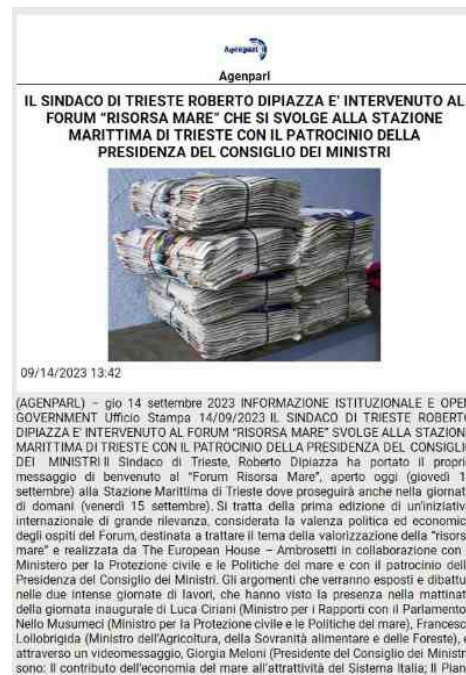 Agenparl
Agenparl
IL SINDACO DI TRIESTE ROBERTO DIPIAZZA E' INTERVENUTO AL
FORUM "RISORSA MARE" CHE SI SVOLGE ALLA STAZIONE
MARITTIMA DI TRIESTE CON IL PATROCINIO DELLA
PRESIDENZA DEL CONSIGLIO DEI MINISTRI
09/14/2023 13:42
(AGENPARL) – gio 14 settembre 2023 INFORMAZIONE ISTITUZIONALE E OPEN
GOVERNMENT Ufficio Stampa 14/09/2023 IL SINDACO DI TRIESTE ROBERTO
DIPIAZZA E' INTERVENUTO AL FORUM "RISORSA MARE" SVOLGE ALLA STAZIONE
MARITTIMA DI TRIESTE CON IL PATROCINIO DELLA PRESIDENZA DEL CONSIGLIO
DEI MINISTRI Il Sindaco di Trieste, Roberto Dipiazza ha portato il proprio
messaggio di benvenuto al "Forum Risorsa Mare", aperto oggi (giovedì 1
settembre) alla Stazione Marittima di Trieste dove proseguirà anche nella giornat
di domani (venerdì 15 settembre). Si tratta della prima edizione di un'iniziativ
internazionale di grande rilevanza, considerata la valenza politica ed economic
degli ospiti del Forum, destinata a trattare il tema della valorizzazione della "risors
mare" e realizzata da The European House – Ambrosetti in collaborazione con
Ministero per la Protezione civile e le Politiche del mare e con il patrocinio dell
Presidenza del Consiglio dei Ministri. Gli argomenti che verranno esposti e dibattut
nelle due intense giornate di lavori, che hanno visto la presenza nella mattinat
della giornata inaugurale di Luca Ciriani (Ministro per i Rapporti con il Parlamento
Nello Musumeci (Ministro per la Protezione civile e le Politiche del mare), Francesc
Lollobrigida (Ministro dell'Agricoltura, della Sovranità alimentare e delle Foreste), e
attraverso un videomessaggio, Giorgia Meloni (Presidente del Consiglio dei Ministr
sono: Il contributo dell'economia del mare all'attrattività del Sistema Italia; Il Pian